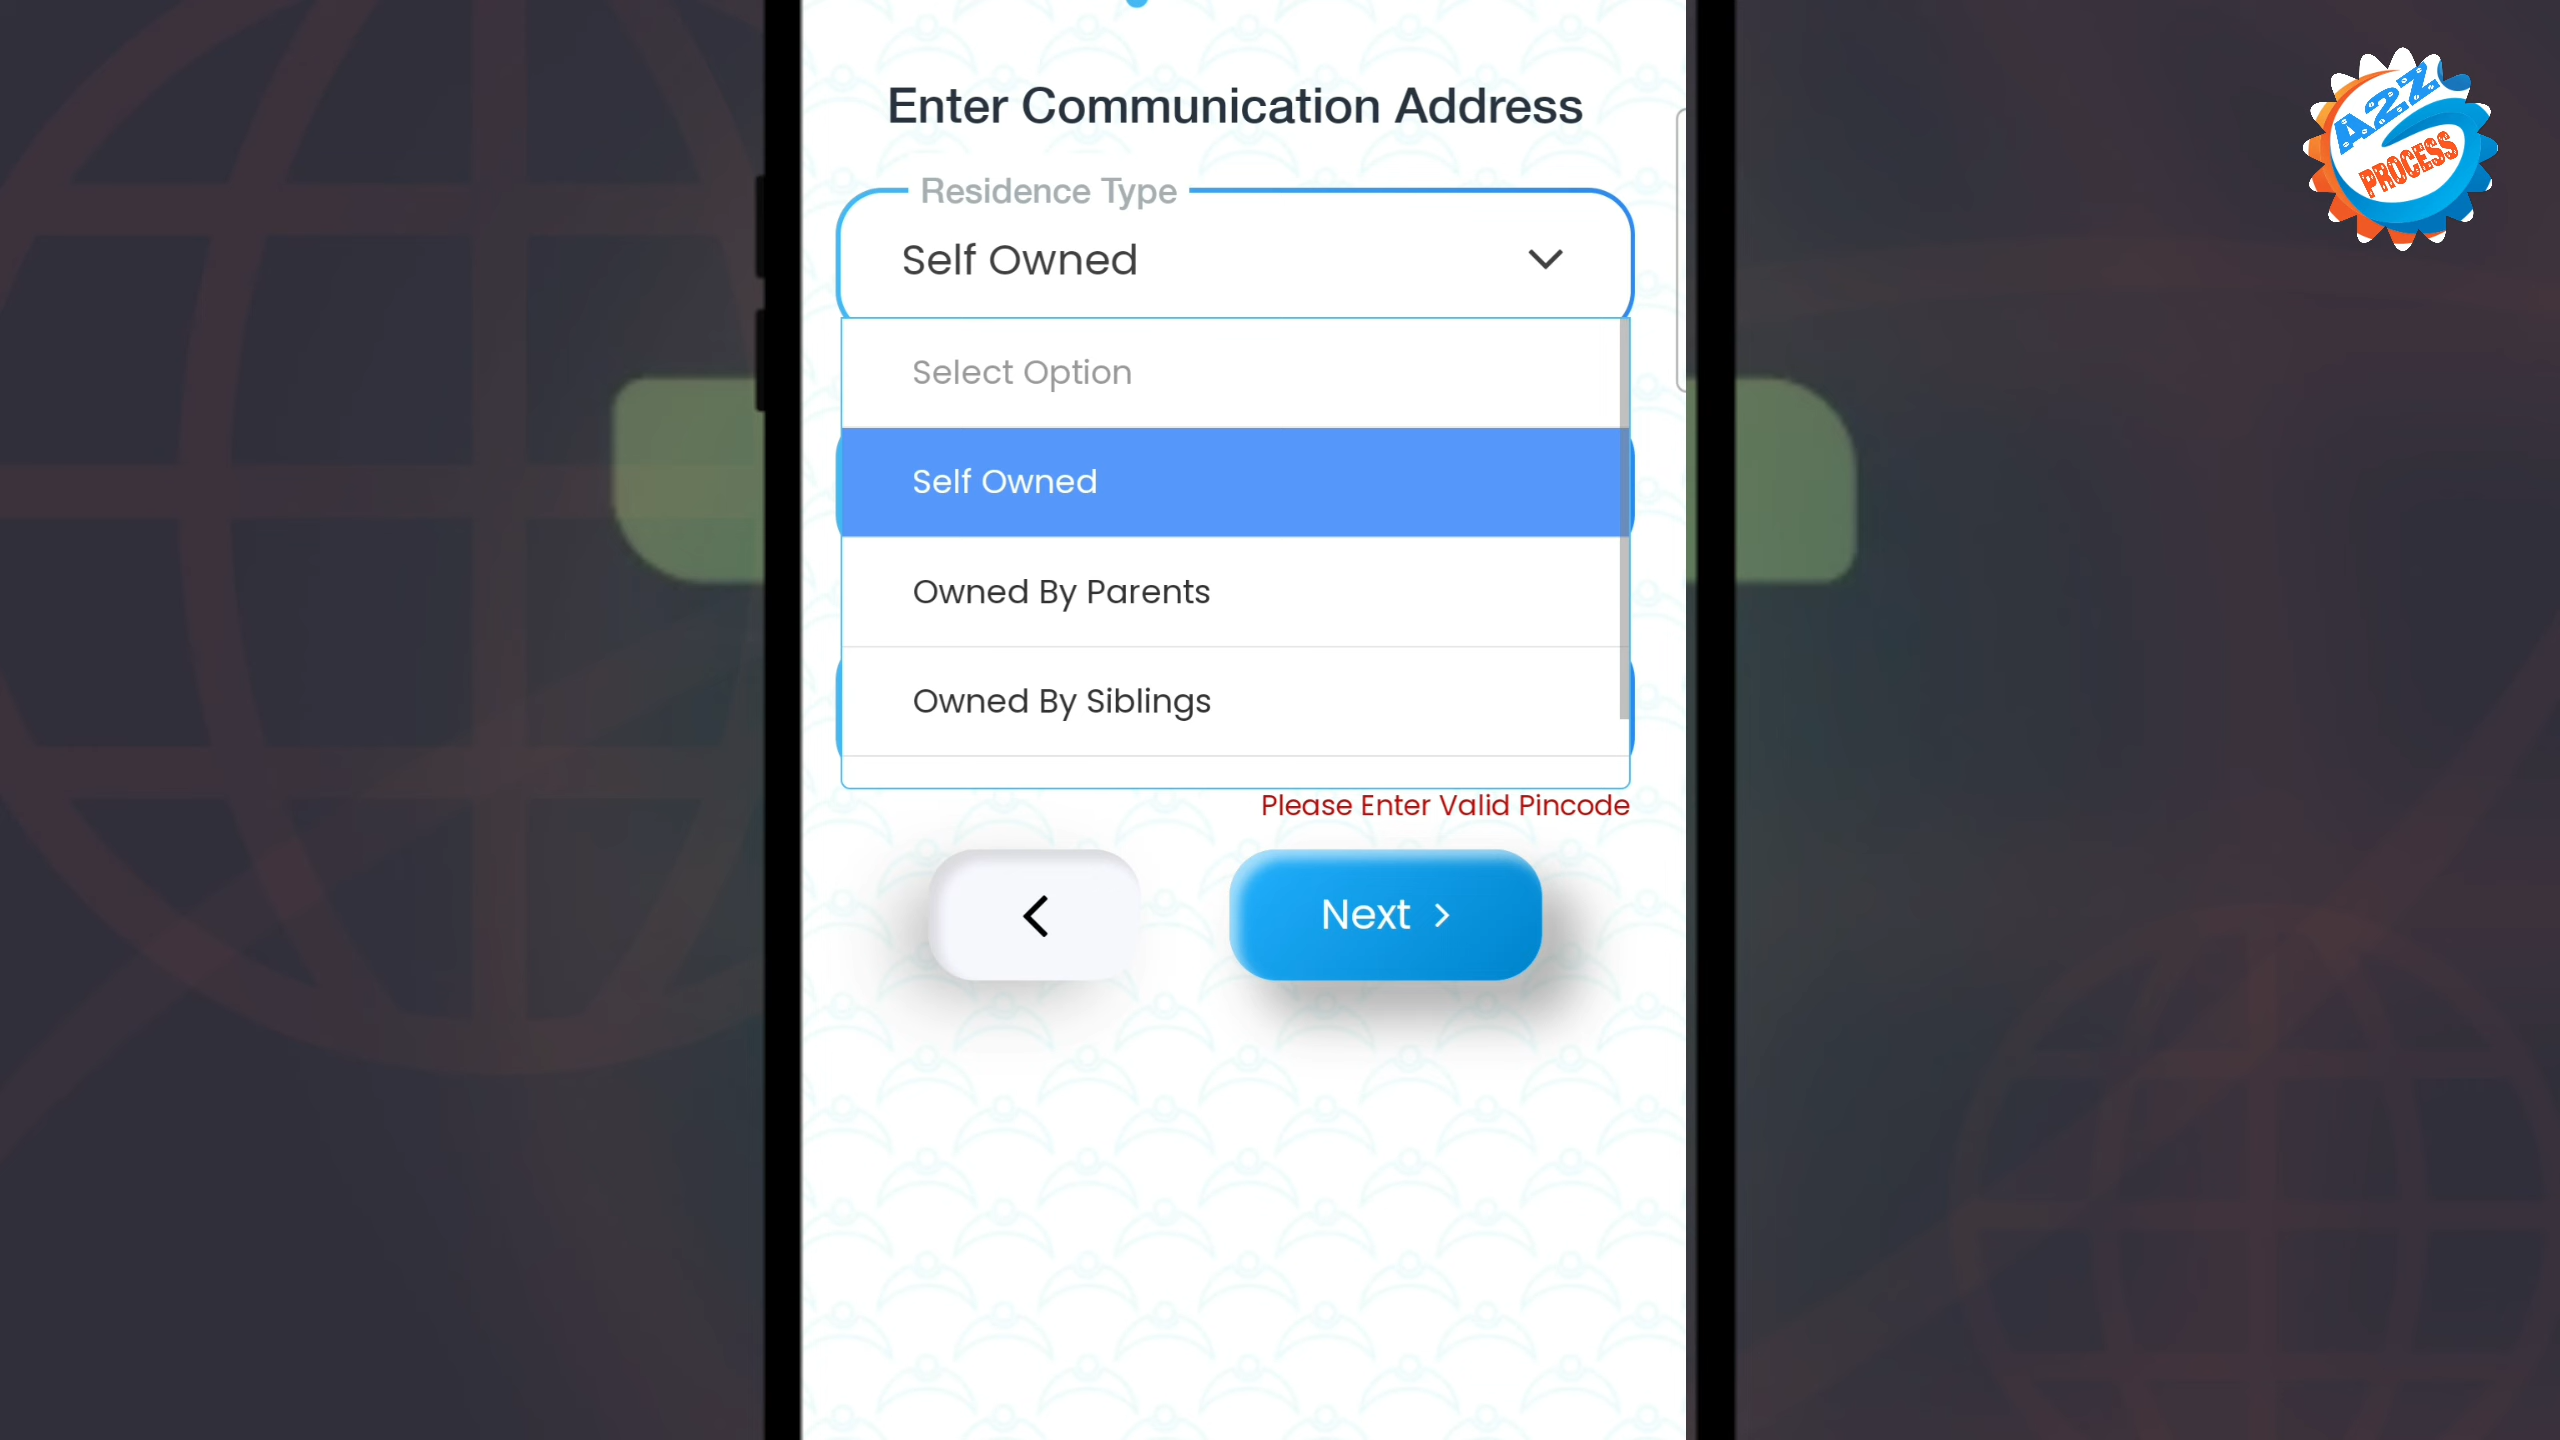 Enter Communication Address
Residence Type
Self Owned
Select Option
Self Owned
Owned By Parents
Owned By Siblings
Please Enter Valid Pincode
Next
A2Z
PROCESS